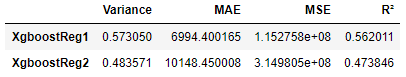 Variance MAE MSE R²
XgboostReg1 0.573050 6994.400165 1.152758e+08 0.562011
XgboostReg2 0.483571 10148.450008 3.149805e+08 0.473846